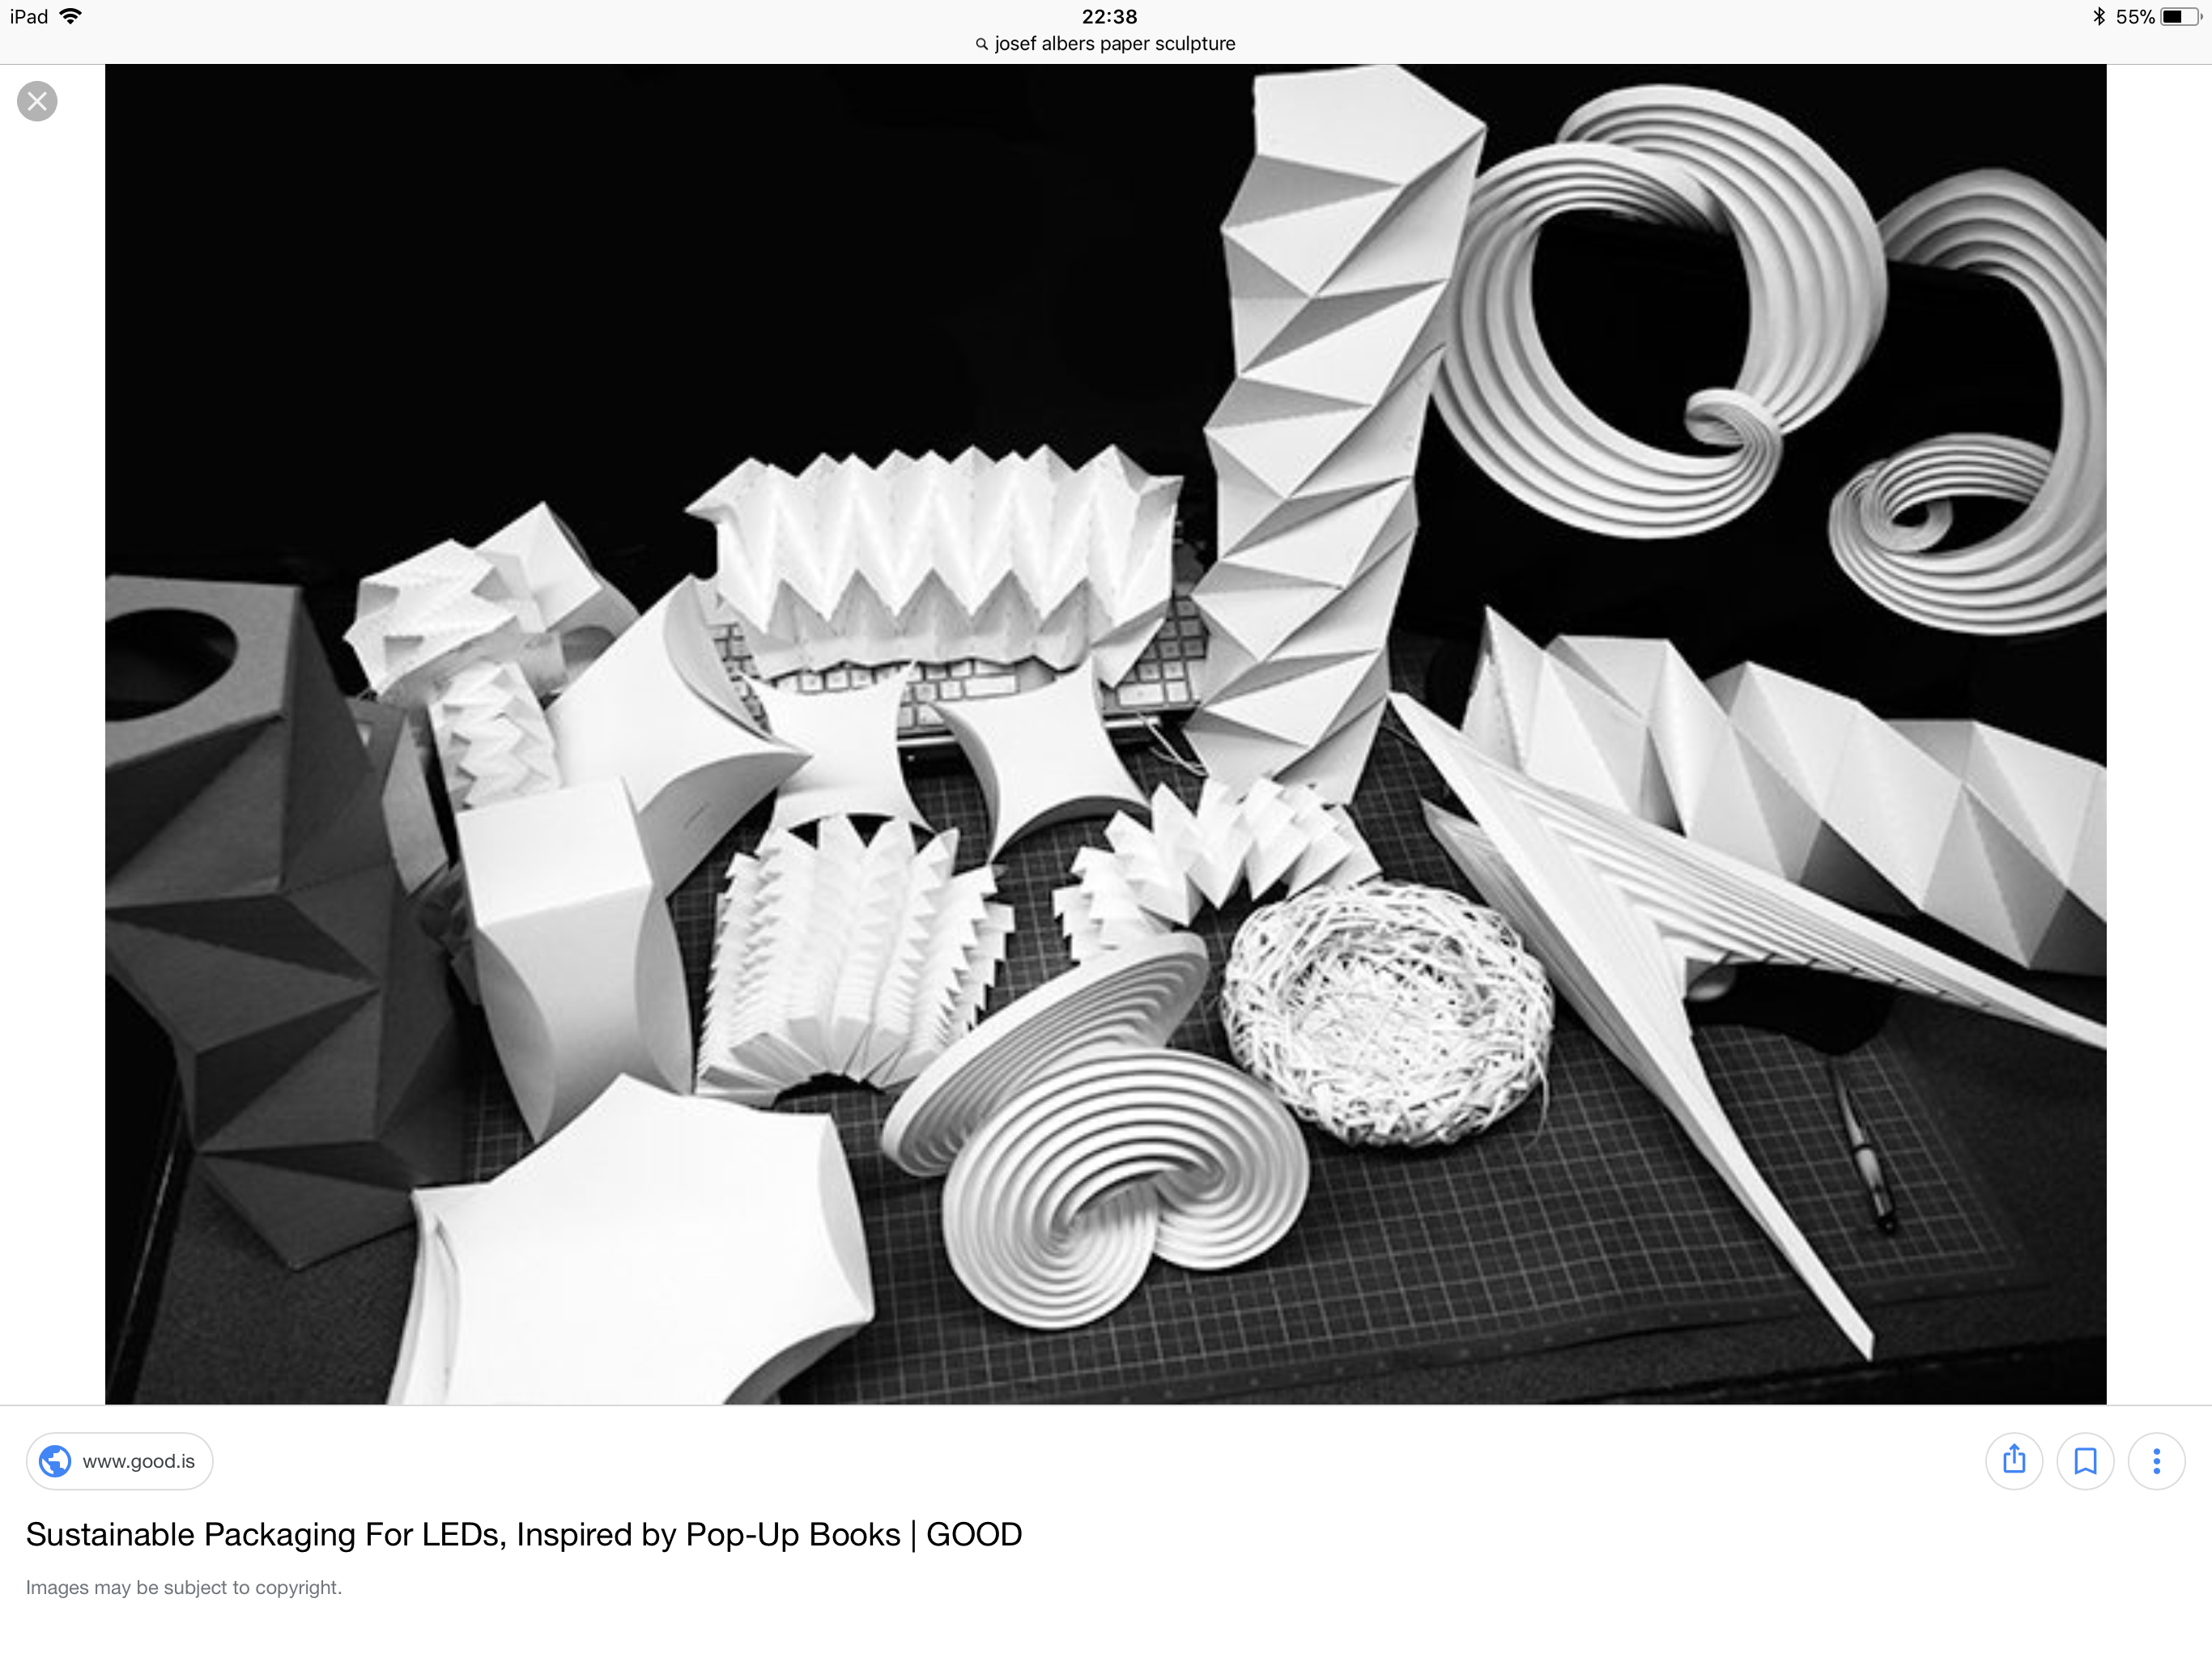 iPad 22:38 55%
josef albers paper sculpture
www.good.is
Sustainable Packaging For LEDs, Inspired by Pop-Up Books | GOOD
Images may be subject to copyright.